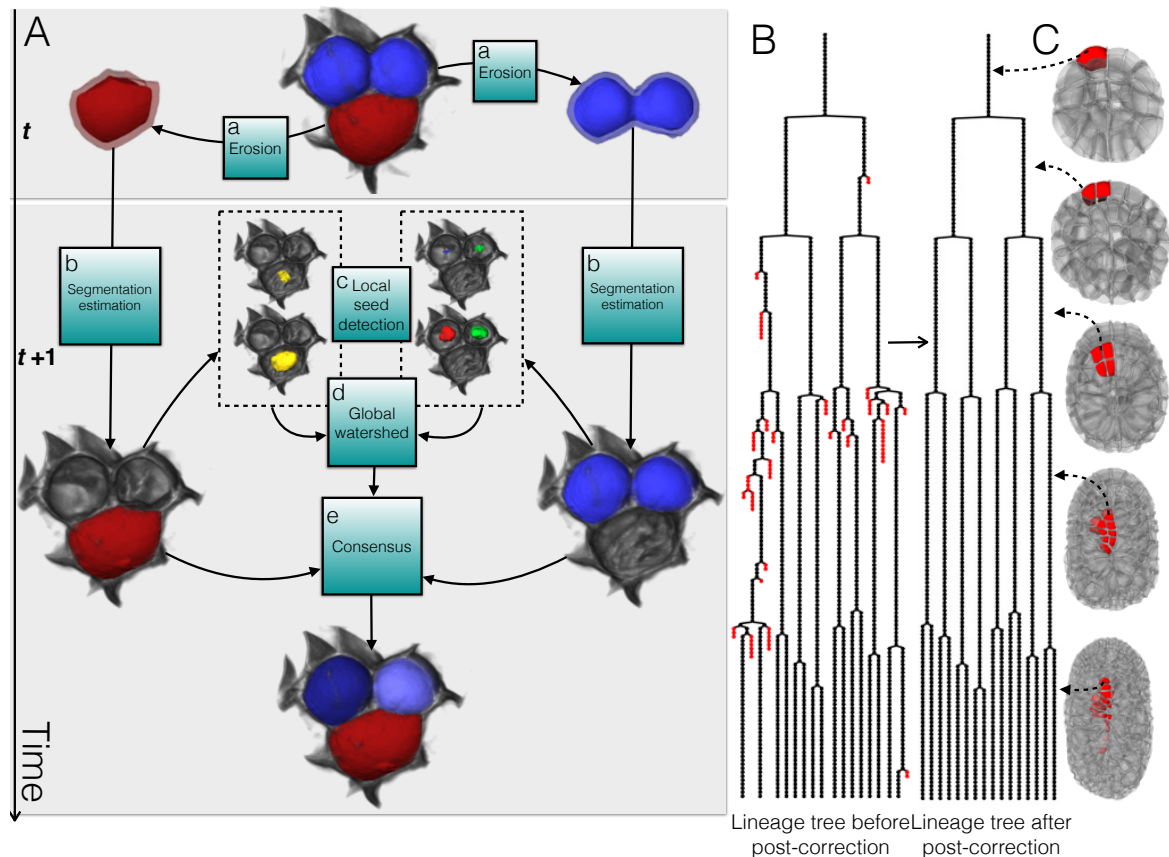 A
B
C
a
Erosion
a
Erosion
t
b
Segmentation
estimation
c Local
seed
detection
b
Segmentation
estimation
t+1
d
Global
watershed
e
Consensus
Time
Lineage tree before
post-correction
Lineage tree after
post-correction